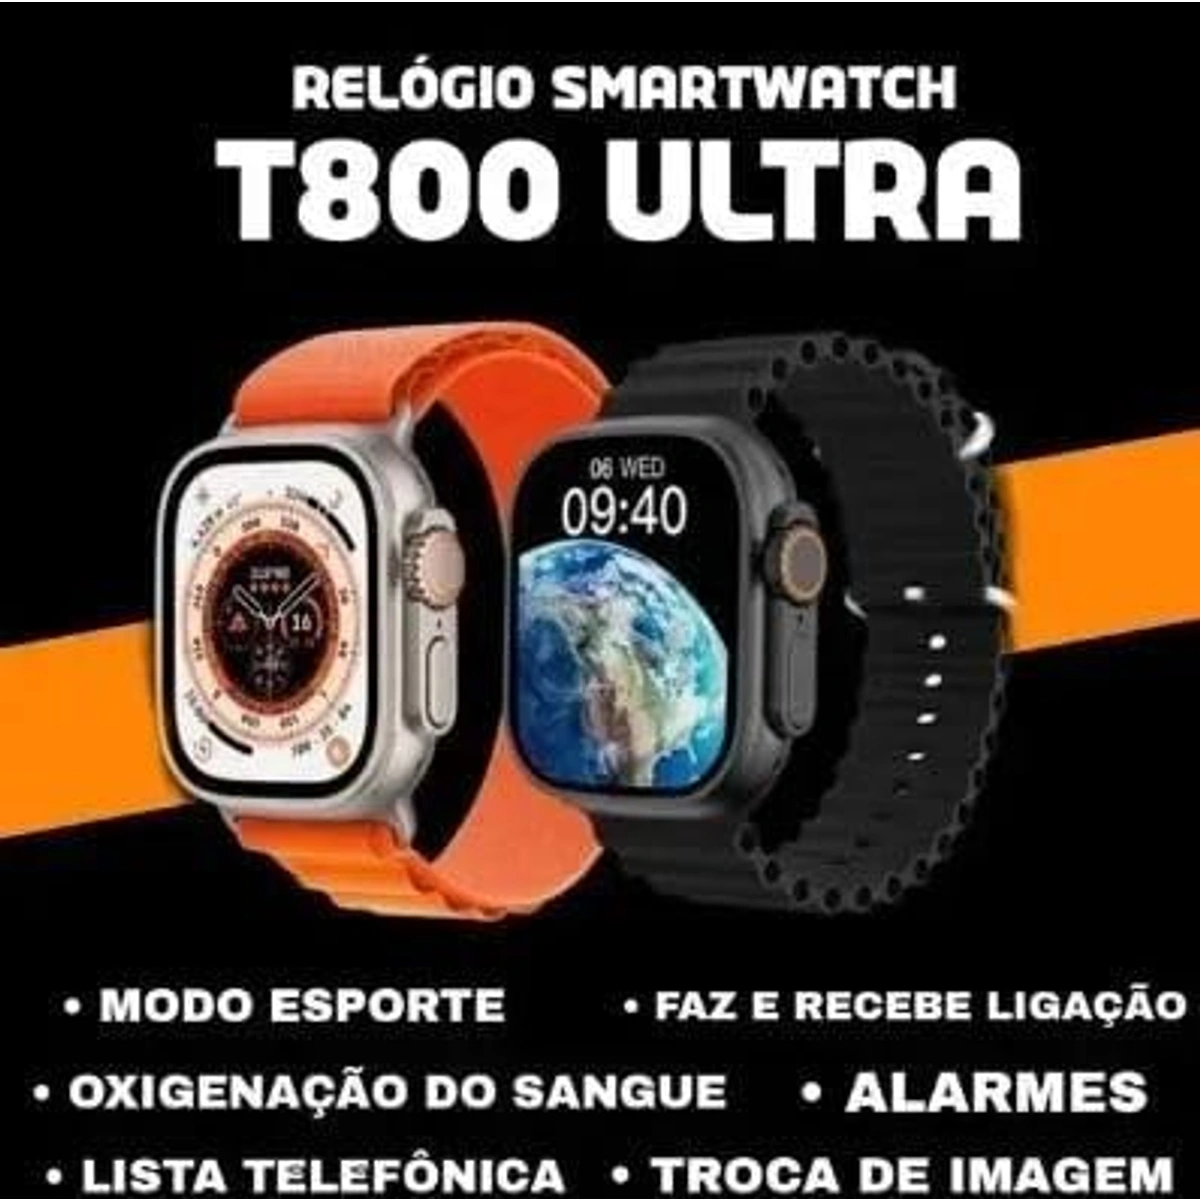 RELÓGIO SMARTWATCH
T800 ULTRA
06 WED
09:40
16
• MODO ESPORTE
• FAZ E RECEBE LIGAÇÃO
• OXIGENAÇÃO DO SANGUE
• ALARMES
• LISTA TELEFÔNICA
• TROCA DE IMAGEM